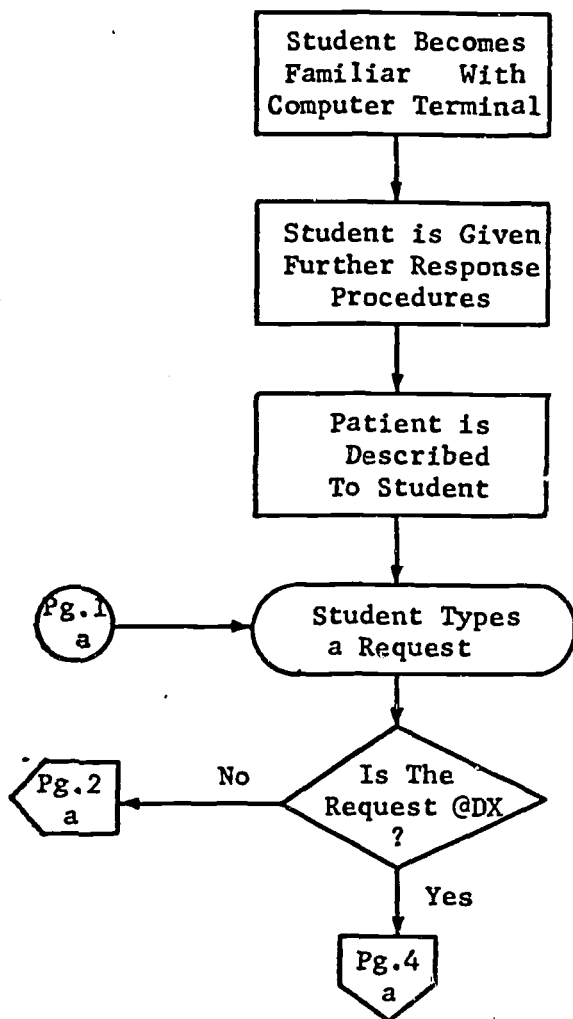 Student Becomes
Familiar With
Computer Terminal
Student is Given
Further Response
Procedures
Patient is
Described
To Student
Pg.1
a
Student Types
a Request
Is The
Request @DX
?
No
Pg.2
a
Yes
Pg.4
a